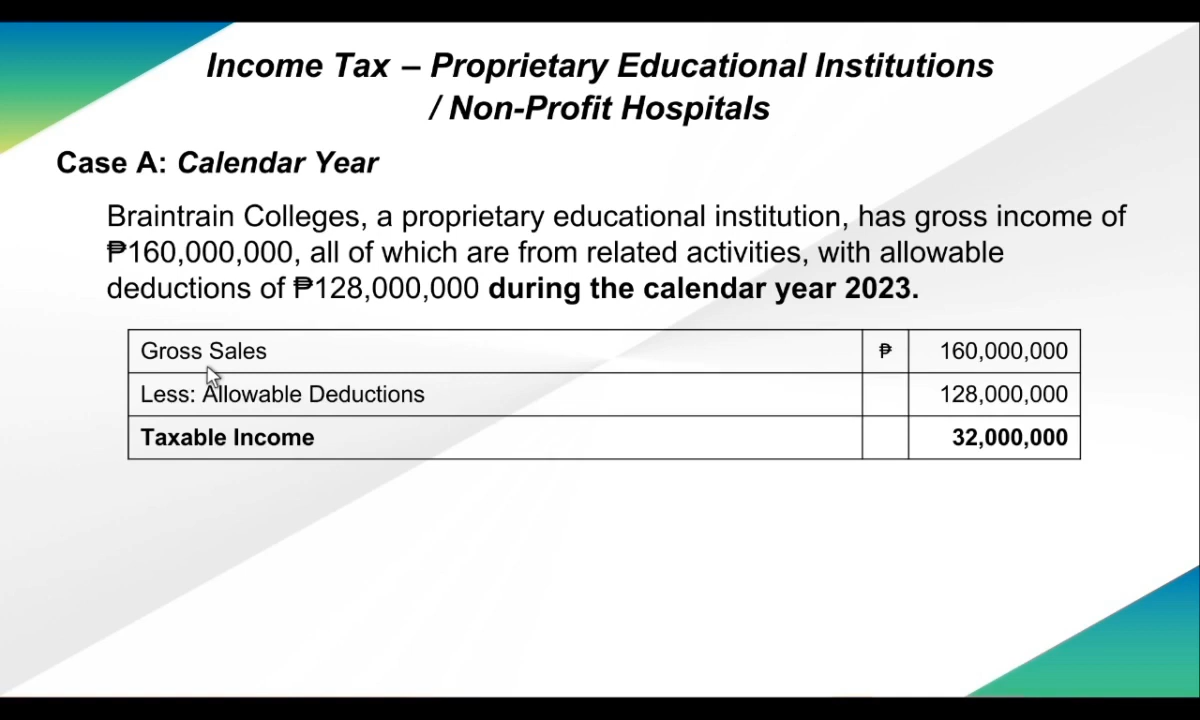 Income Tax – Proprietary Educational Institutions
/ Non-Profit Hospitals
Case A: Calendar Year
Braintrain Colleges, a proprietary educational institution, has gross income of
₱160,000,000, all of which are from related activities, with allowable
deductions of ₱128,000,000 during the calendar year 2023.
Gross Sales ₱ 160,000,000
Less: Allowable Deductions 128,000,000
Taxable Income 32,000,000